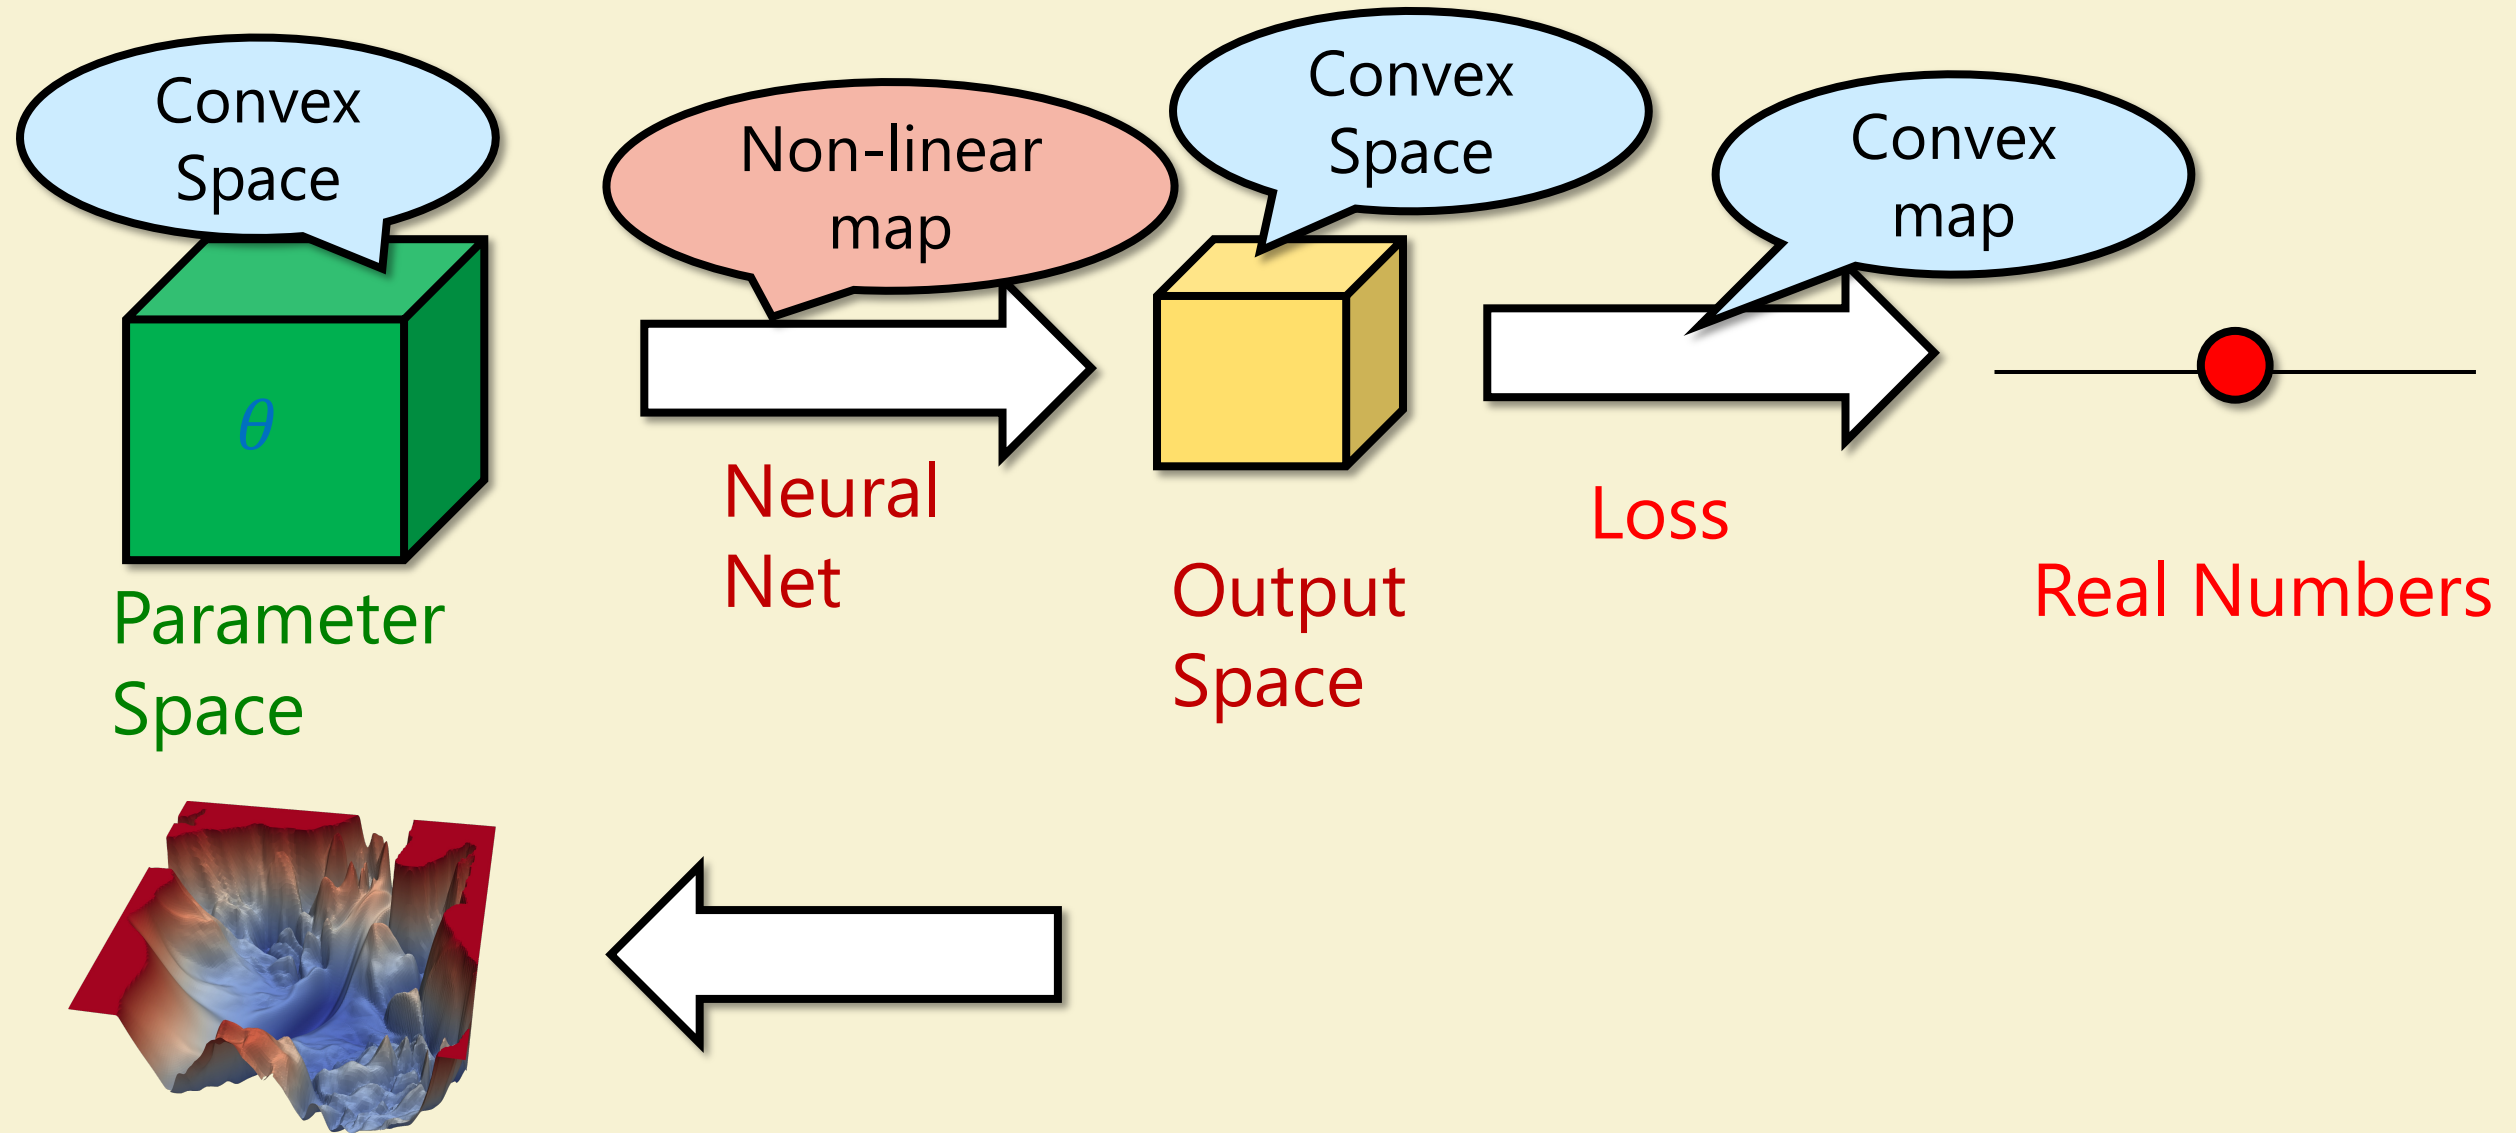 Convex
Space
Non-linear
map
Convex
Space
Convex
map
θ
Neural
Net
Loss
Output
Space
Real Numbers
Parameter
Space